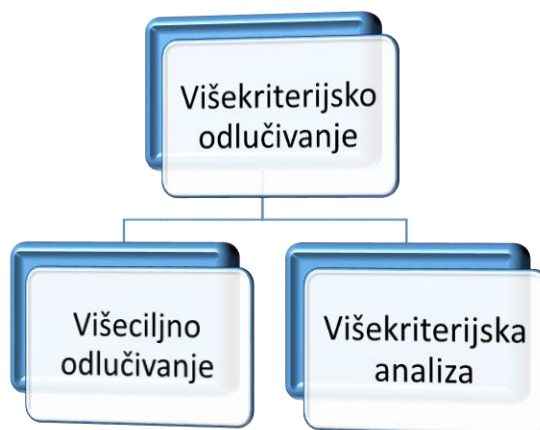 Višekriterijsko
odlučivanje
Višeciljno
odlučivanje
Višekriterijska
analiza